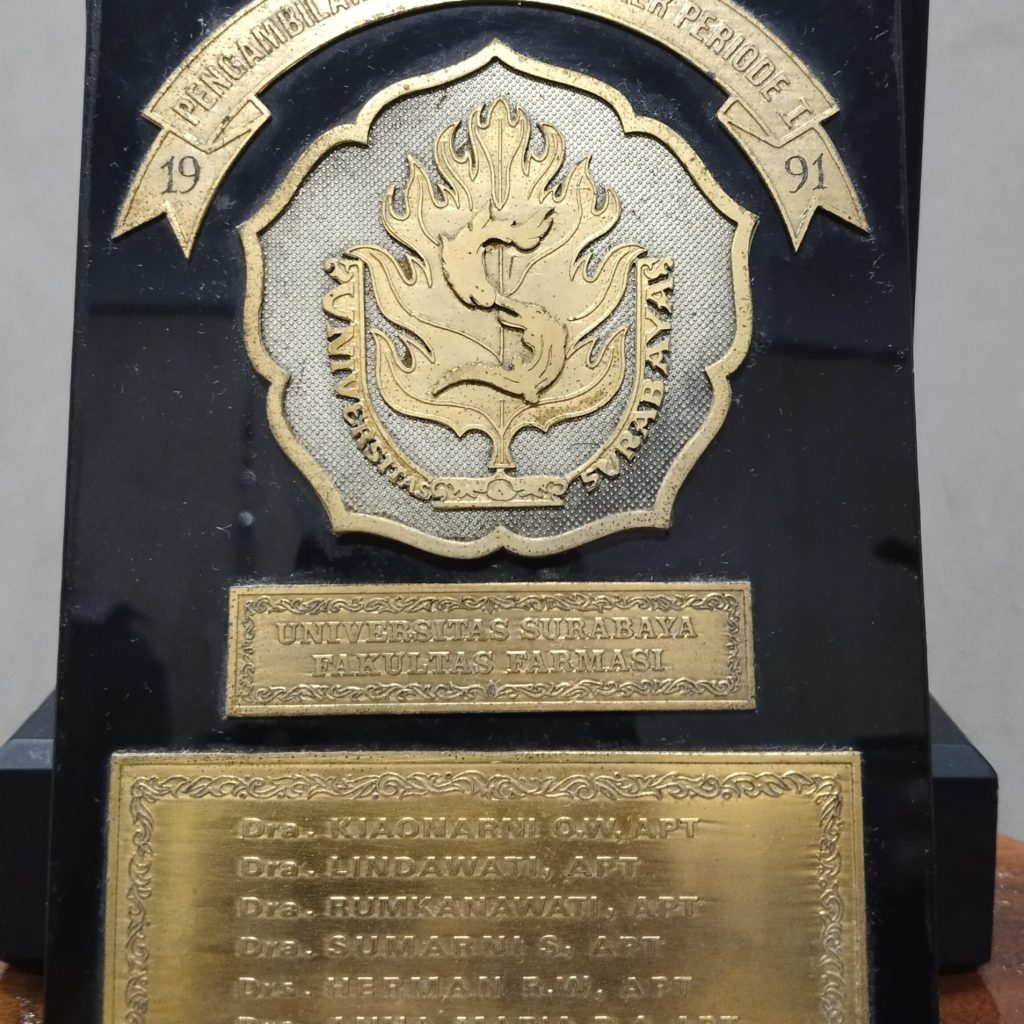 PENGAMBILAN
PERIODE I
19 91
UNIVERSITAS SURABAYA
UNIVERSITAS SURABAYA
FAKULTAS FARMASI
Dra. KIAONARNI O.W, APT
Dra. LINDAWATI, APT
Dra. RUMKANAWATI, APT
Dra. SUMARNI S, APT
Drs. HERMAN R.W, APT